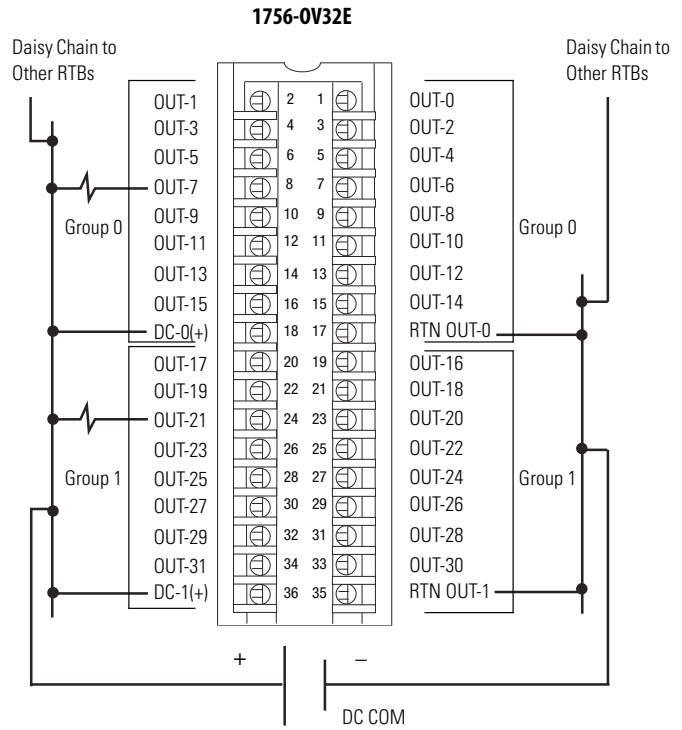 1756-OV32E
Daisy Chain to
Other RTBs
Daisy Chain to
Other RTBs
OUT-1 2 1 OUT-0
OUT-3 4 3 OUT-2
OUT-5 6 5 OUT-4
OUT-7 8 7 OUT-6
OUT-9 10 9 OUT-8
Group 0
Group 0
OUT-11 12 11 OUT-10
OUT-13 14 13 OUT-12
OUT-15 16 15 OUT-14
DC-0(+) 18 17 RTN OUT-0
OUT-17 20 19 OUT-16
OUT-19 22 21 OUT-18
OUT-21 24 23 OUT-20
OUT-23 26 25 OUT-22
Group 1 OUT-25 28 27 OUT-24 Group 1
OUT-27 30 29 OUT-26
OUT-29 32 31 OUT-28
OUT-31 34 33 OUT-30
DC-1(+) 36 35 RTN OUT-1
+ –
DC COM